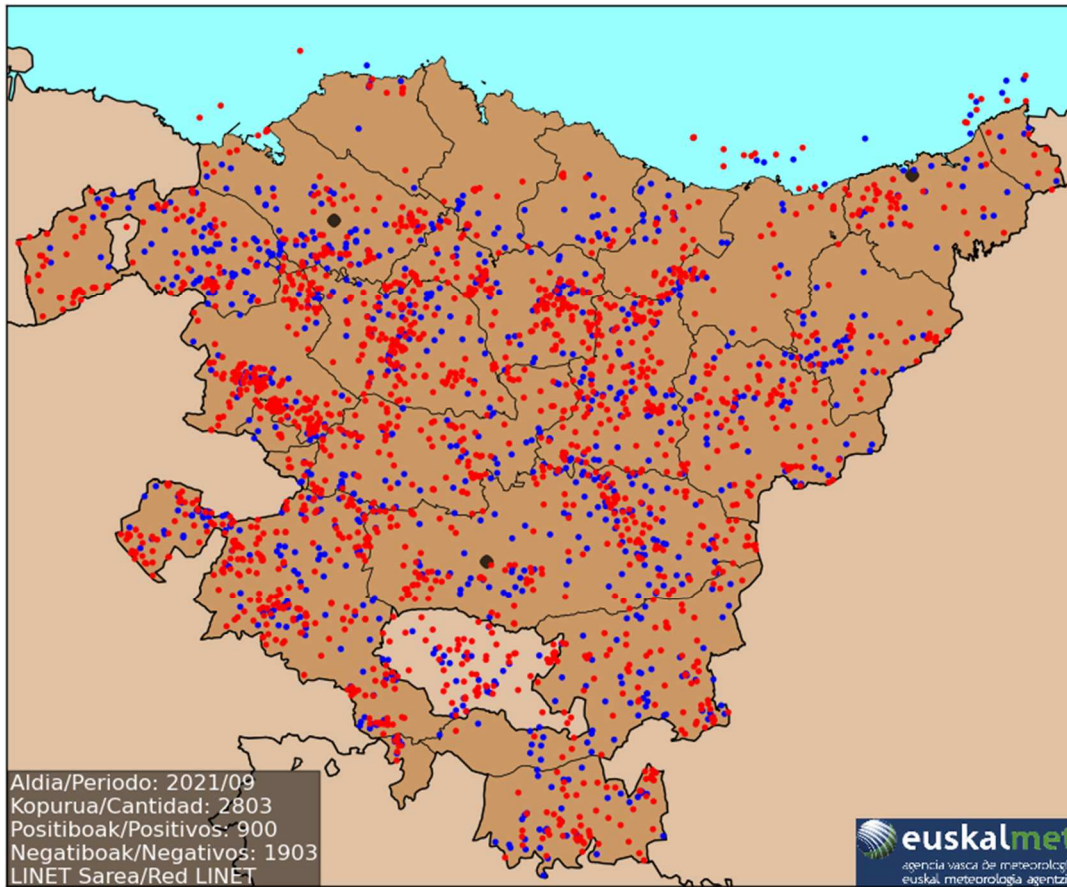 Aldia/Periodo: 2021/09
Kopurua/Cantidad: 2803
Positiboak/Positivos: 900
Negatiboak/Negativos: 1903
LINET Sarea/Red LINET
euskalmet
agencia vasca de meteorología
euskal meteorologia agentzia